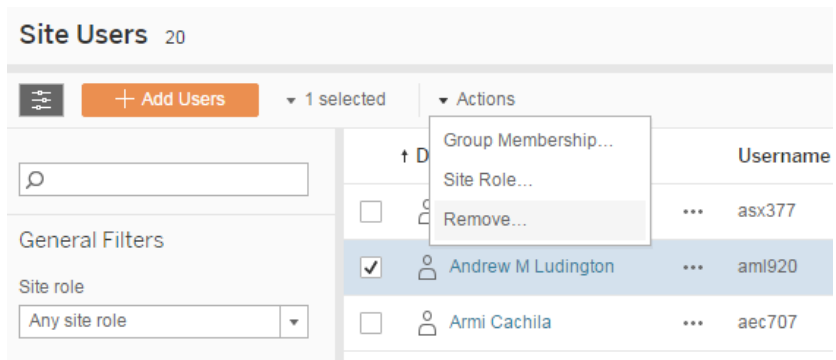 Site Users 20
+ Add Users
1 selected
Actions
Group Membership...
Site Role...
Remove...
↑ D
Username
asx377
General Filters
Andrew M Ludington
aml920
Site role
Any site role
Armi Cachila
aec707